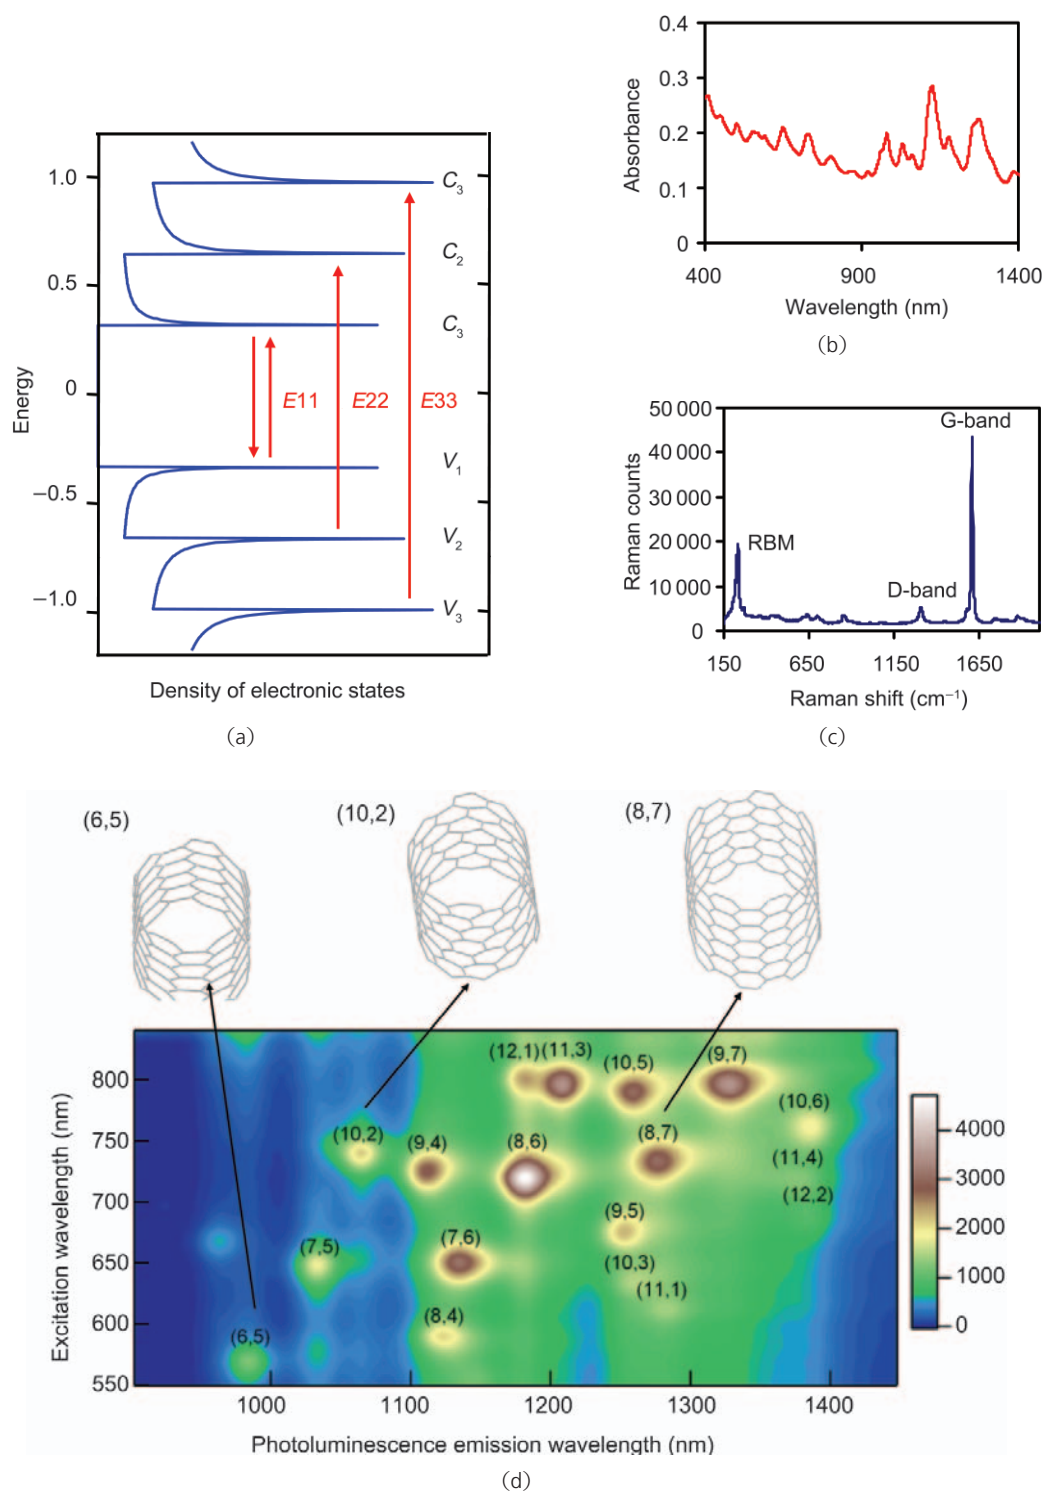 1.0
0.5
0
–0.5
–1.0
Energy
C3
C2
C3
E11
E22
E33
V1
V2
V3
Density of electronic states
(a)
0.4
0.3
0.2
0.1
0
Absorbance
400
900
1400
Wavelength (nm)
(b)
50 000
40 000
30 000
20 000
10 000
0
Raman counts
G-band
RBM
D-band
150
650
1150
1650
Raman shift (cm–1)
(c)
(6,5)
(10,2)
(8,7)
800
750
700
650
600
550
Excitation wavelength (nm)
(12,1)
(11,3)
(10,5)
(9,7)
(10,6)
(10,2)
(9,4)
(8,6)
(8,7)
(11,4)
(12,2)
(9,5)
(7,5)
(7,6)
(10,3)
(11,1)
(8,4)
(6,5)
4000
3000
2000
1000
0
1000
1100
1200
1300
1400
Photoluminescence emission wavelength (nm)
(d)